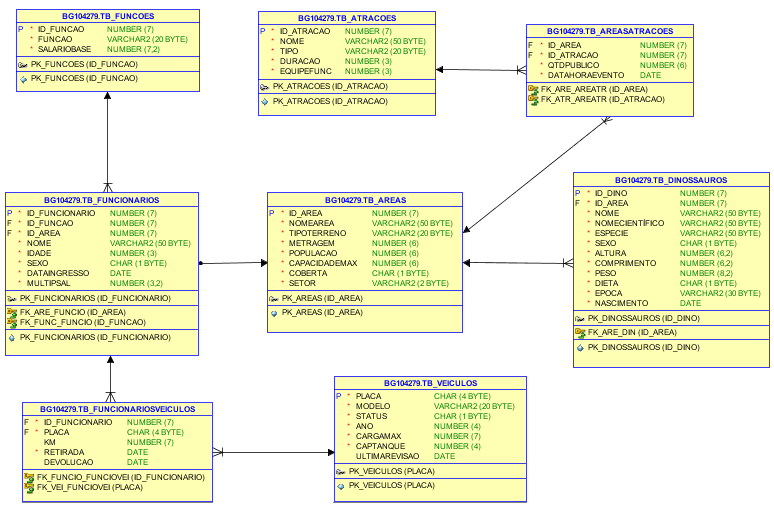 BG104279.TB_FUNCOES
P * ID_FUNCAO NUMBER (7)
* FUNCAO VARCHAR2 (20 BYTE)
* SALARIOBASE NUMBER (7,2)
PK_FUNCOES (ID_FUNCAO)
PK_FUNCOES (ID_FUNCAO)
BG104279.TB_ATRACOES
P * ID_ATRACAO NUMBER (7)
* NOME VARCHAR2 (50 BYTE)
* TIPO VARCHAR2 (20 BYTE)
* DURACAO NUMBER (3)
* EQUIPEFUNC NUMBER (3)
PK_ATRACOES (ID_ATRACAO)
PK_ATRACOES (ID_ATRACAO)
BG104279.TB_AREASATRACOES
F * ID_AREA NUMBER (7)
F * ID_ATRACAO NUMBER (7)
* QTDPUBLICO NUMBER (6)
* DATAHORAEVENTO DATE
FK_ARE_AREATR (ID_AREA)
FK_ATR_AREATR (ID_ATRACAO)
BG104279.TB_FUNCIONARIOS
P * ID_FUNCIONARIO NUMBER (7)
F * ID_FUNCAO NUMBER (7)
F * ID_AREA NUMBER (7)
* NOME VARCHAR2 (50 BYTE)
* IDADE NUMBER (3)
* SEXO CHAR (1 BYTE)
* DATAINGRESSO DATE
* MULTIPSAL NUMBER (3,2)
PK_FUNCIONARIOS (ID_FUNCIONARIO)
FK_ARE_FUNCIO (ID_AREA)
FK_FUNC_FUNCIO (ID_FUNCAO)
PK_FUNCIONARIOS (ID_FUNCIONARIO)
BG104279.TB_AREAS
P * ID_AREA NUMBER (7)
* NOMEAREA VARCHAR2 (50 BYTE)
* TIPOTERRENO VARCHAR2 (20 BYTE)
* METRAGEM NUMBER (6)
* POPULACAO NUMBER (6)
* CAPACIDADEMAX NUMBER (6)
* COBERTA CHAR (1 BYTE)
* SETOR VARCHAR2 (2 BYTE)
PK_AREAS (ID_AREA)
PK_AREAS (ID_AREA)
BG104279.TB_DINOSSAUROS
P * ID_DINO NUMBER (7)
F * ID_AREA NUMBER (7)
* NOME VARCHAR2 (50 BYTE)
* NOMECIENTÍFICO VARCHAR2 (50 BYTE)
* ESPECIE VARCHAR2 (50 BYTE)
* SEXO CHAR (1 BYTE)
* ALTURA NUMBER (6,2)
* COMPRIMENTO NUMBER (6,2)
* PESO NUMBER (8,2)
* DIETA CHAR (1 BYTE)
* EPOCA VARCHAR2 (30 BYTE)
* NASCIMENTO DATE
PK_DINOSSAUROS (ID_DINO)
FK_ARE_DIN (ID_AREA)
PK_DINOSSAUROS (ID_DINO)
BG104279.TB_FUNCIONARIOSVEICULOS
F * ID_FUNCIONARIO NUMBER (7)
F * PLACA CHAR (4 BYTE)
KM NUMBER (7)
* RETIRADA DATE
DEVOLUCAO DATE
FK_FUNCIO_FUNCIOVEI (ID_FUNCIONARIO)
FK_VEI_FUNCIOVEI (PLACA)
BG104279.TB_VEICULOS
P * PLACA CHAR (4 BYTE)
* MODELO VARCHAR2 (20 BYTE)
* STATUS CHAR (1 BYTE)
* ANO NUMBER (4)
* CARGAMAX NUMBER (7)
* CAPTANQUE NUMBER (4)
ULTIMAREVISAO DATE
PK_VEICULOS (PLACA)
PK_VEICULOS (PLACA)